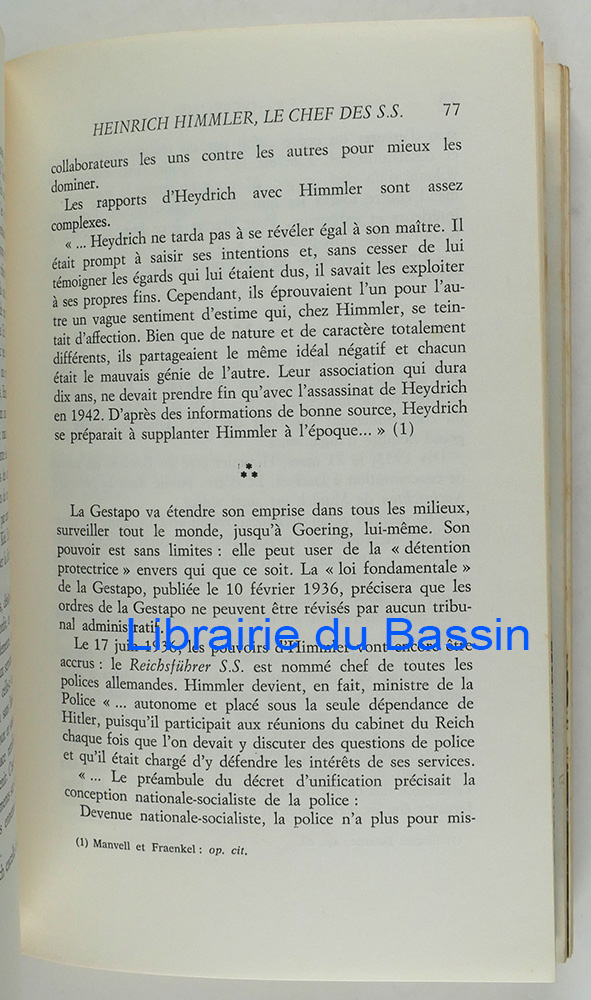 HEINRICH HIMMLER, LE CHEF DES S.S. 77
collaborateurs les uns contre les autres pour mieux les
dominer.
Les rapports d'Heydrich avec Himmler sont assez
complexes.
« ... Heydrich ne tarda pas à se révéler égal à son maître. Il
était prompt à saisir ses intentions et, sans cesser de lui
témoigner les égards qui lui étaient dus, il savait les exploiter
à ses propres fins. Cependant, ils éprouvaient l'un pour l'au-
tre un vague sentiment d'estime qui, chez Himmler, se tein-
tait d'affection. Bien que de nature et de caractère totalement
différents, ils partageaient le même idéal négatif et chacun
était le mauvais génie de l'autre. Leur association qui dura
dix ans, ne devait prendre fin qu'avec l'assassinat de Heydrich
en 1942. D'après des informations de bonne source, Heydrich
se préparait à supplanter Himmler à l'époque... » (1)
La Gestapo va étendre son emprise dans tous les milieux,
surveiller tout le monde, jusqu'à Goering, lui-même. Son
pouvoir est sans limites : elle peut user de la « détention
protectrice » envers qui que ce soit. La « loi fondamentale »
de la Gestapo, publiée le 10 février 1936, précisera que les
ordres de la Gestapo ne peuvent être révisés par aucun tribu-
nal administratif.
Librairie du Bassin
Le 17 juin 1936, les pouvoirs d'Himmler vont encore être
accrus : le Reichsführer S.S. est nommé chef de toutes les
polices allemandes. Himmler devient, en fait, ministre de la
Police « ... autonome et placé sous la seule dépendance de
Hitler, puisqu'il participait aux réunions du cabinet du Reich
chaque fois que l'on devait y discuter des questions de police
et qu'il était chargé d'y défendre les intérêts de ses services.
« ... Le préambule du décret d'unification précisait la
conception nationale-socialiste de la police :
Devenue nationale-socialiste, la police n'a plus pour mis-
(1) Manvell et Fraenkel : op. cit.